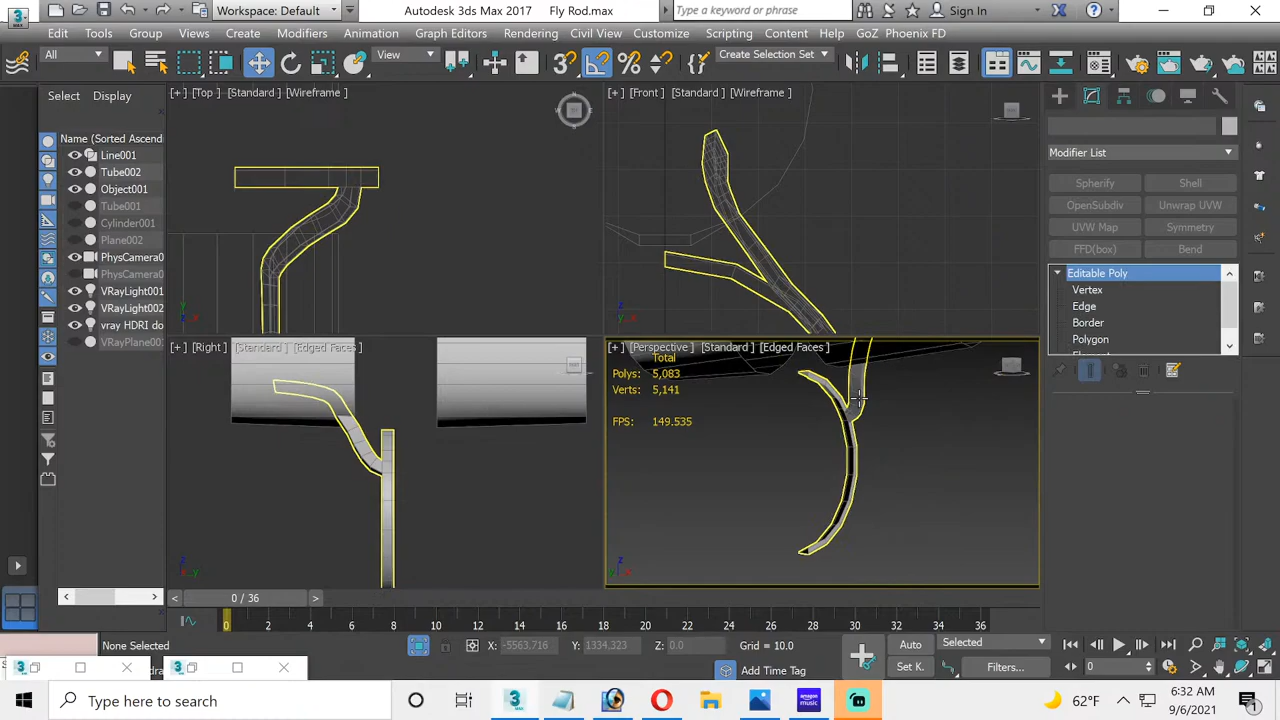 Autodesk 3ds Max 2017 Fly Rod.max
Workspaces: Default
Type a keyword or phrase
Sign In
File Edit Tools Group Views Create Modifiers Animation Graph Editors Rendering Civil View Customize Scripting Content Help GoZ Phoenix FD
All
View
Create Selection Set
Select Display
[+] [Top] [Standard] [Wireframe]
[+] [Front] [Standard] [Wireframe]
Name (Sorted Ascend
Line001
Tube002
Object001
Tube001
Cylinder001
Plane002
PhysCamera0
PhysCamera0
VRayLight001
VRayLight002
vray HDRI do
VRayPlane00
Modifier List
Spherify Shell
OpenSubdiv Unwrap UVW
UV Map Symmetry
FFD(box) Bend
Editable Poly
Vertex
Edge
Border
Polygon
[+] [Right] [Standard] [Edged Faces]
[+] [Perspective] [Standard] [Edged Faces]
Total
Polys: 5,083
Verts: 5,141
FPS: 149.535
0 / 36
0 2 4 6 8 10 12 14 16 18 20 22 24 26 28 30 32 34 36
None Selected
X: -5563,716 Y: 1334,323 Z: 0.0 Grid = 10.0
Add Time Tag
Auto
Selected
Set K.
Filters...
0
Type here to search
62°F
6:32 AM
9/6/2021